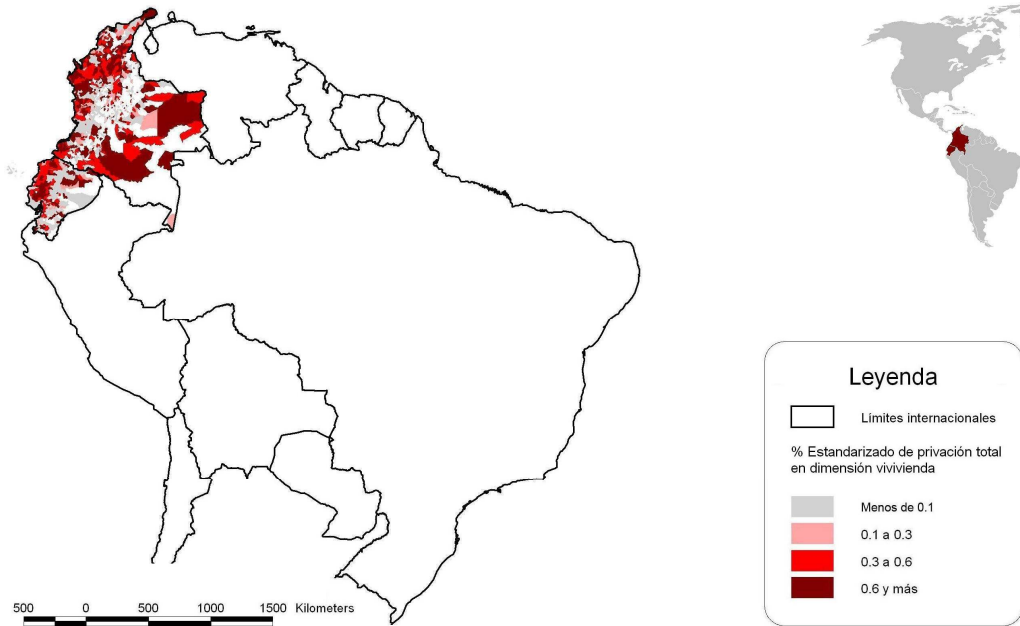 Leyenda
Límites internacionales
% Estandarizado de privación total
en dimensión vivivienda
Menos de 0.1
0.1 a 0.3
0.3 a 0.6
0.6 y más
500 0 500 1000 1500 Kilometers